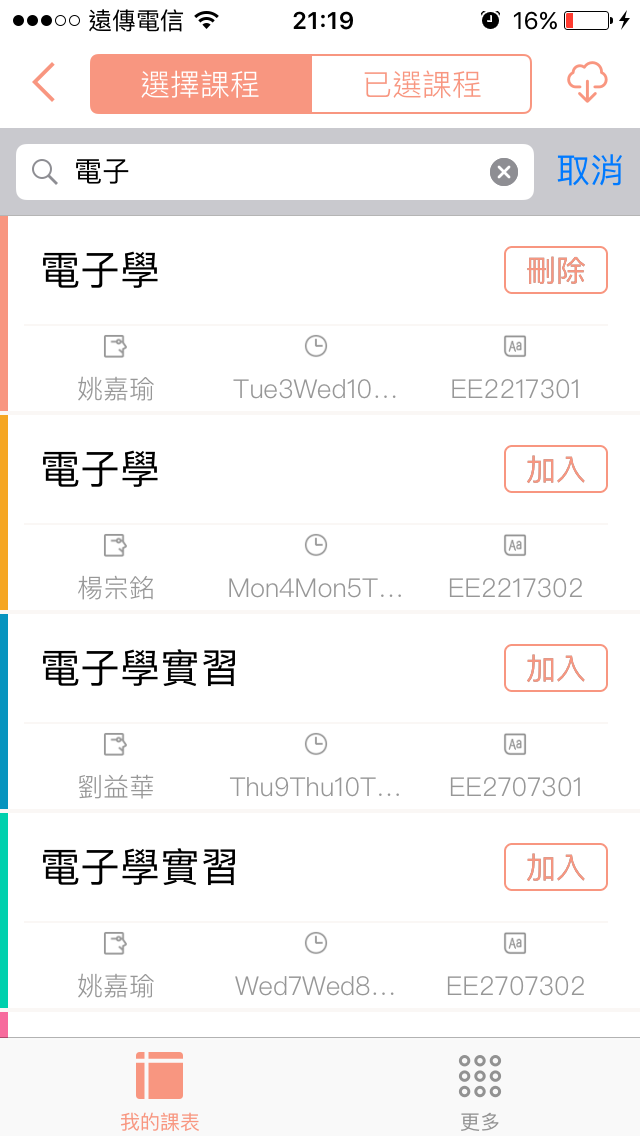 遠傳電信 21:19 16%
選擇課程 已選課程
電子 取消
電子學 刪除
姚嘉瑜 Tue3Wed10... EE2217301
電子學 加入
楊宗銘 Mon4Mon5T... EE2217302
電子學實習 加入
劉益華 Thu9Thu10T... EE2707301
電子學實習 加入
姚嘉瑜 Wed7Wed8... EE2707302
我的課表 更多